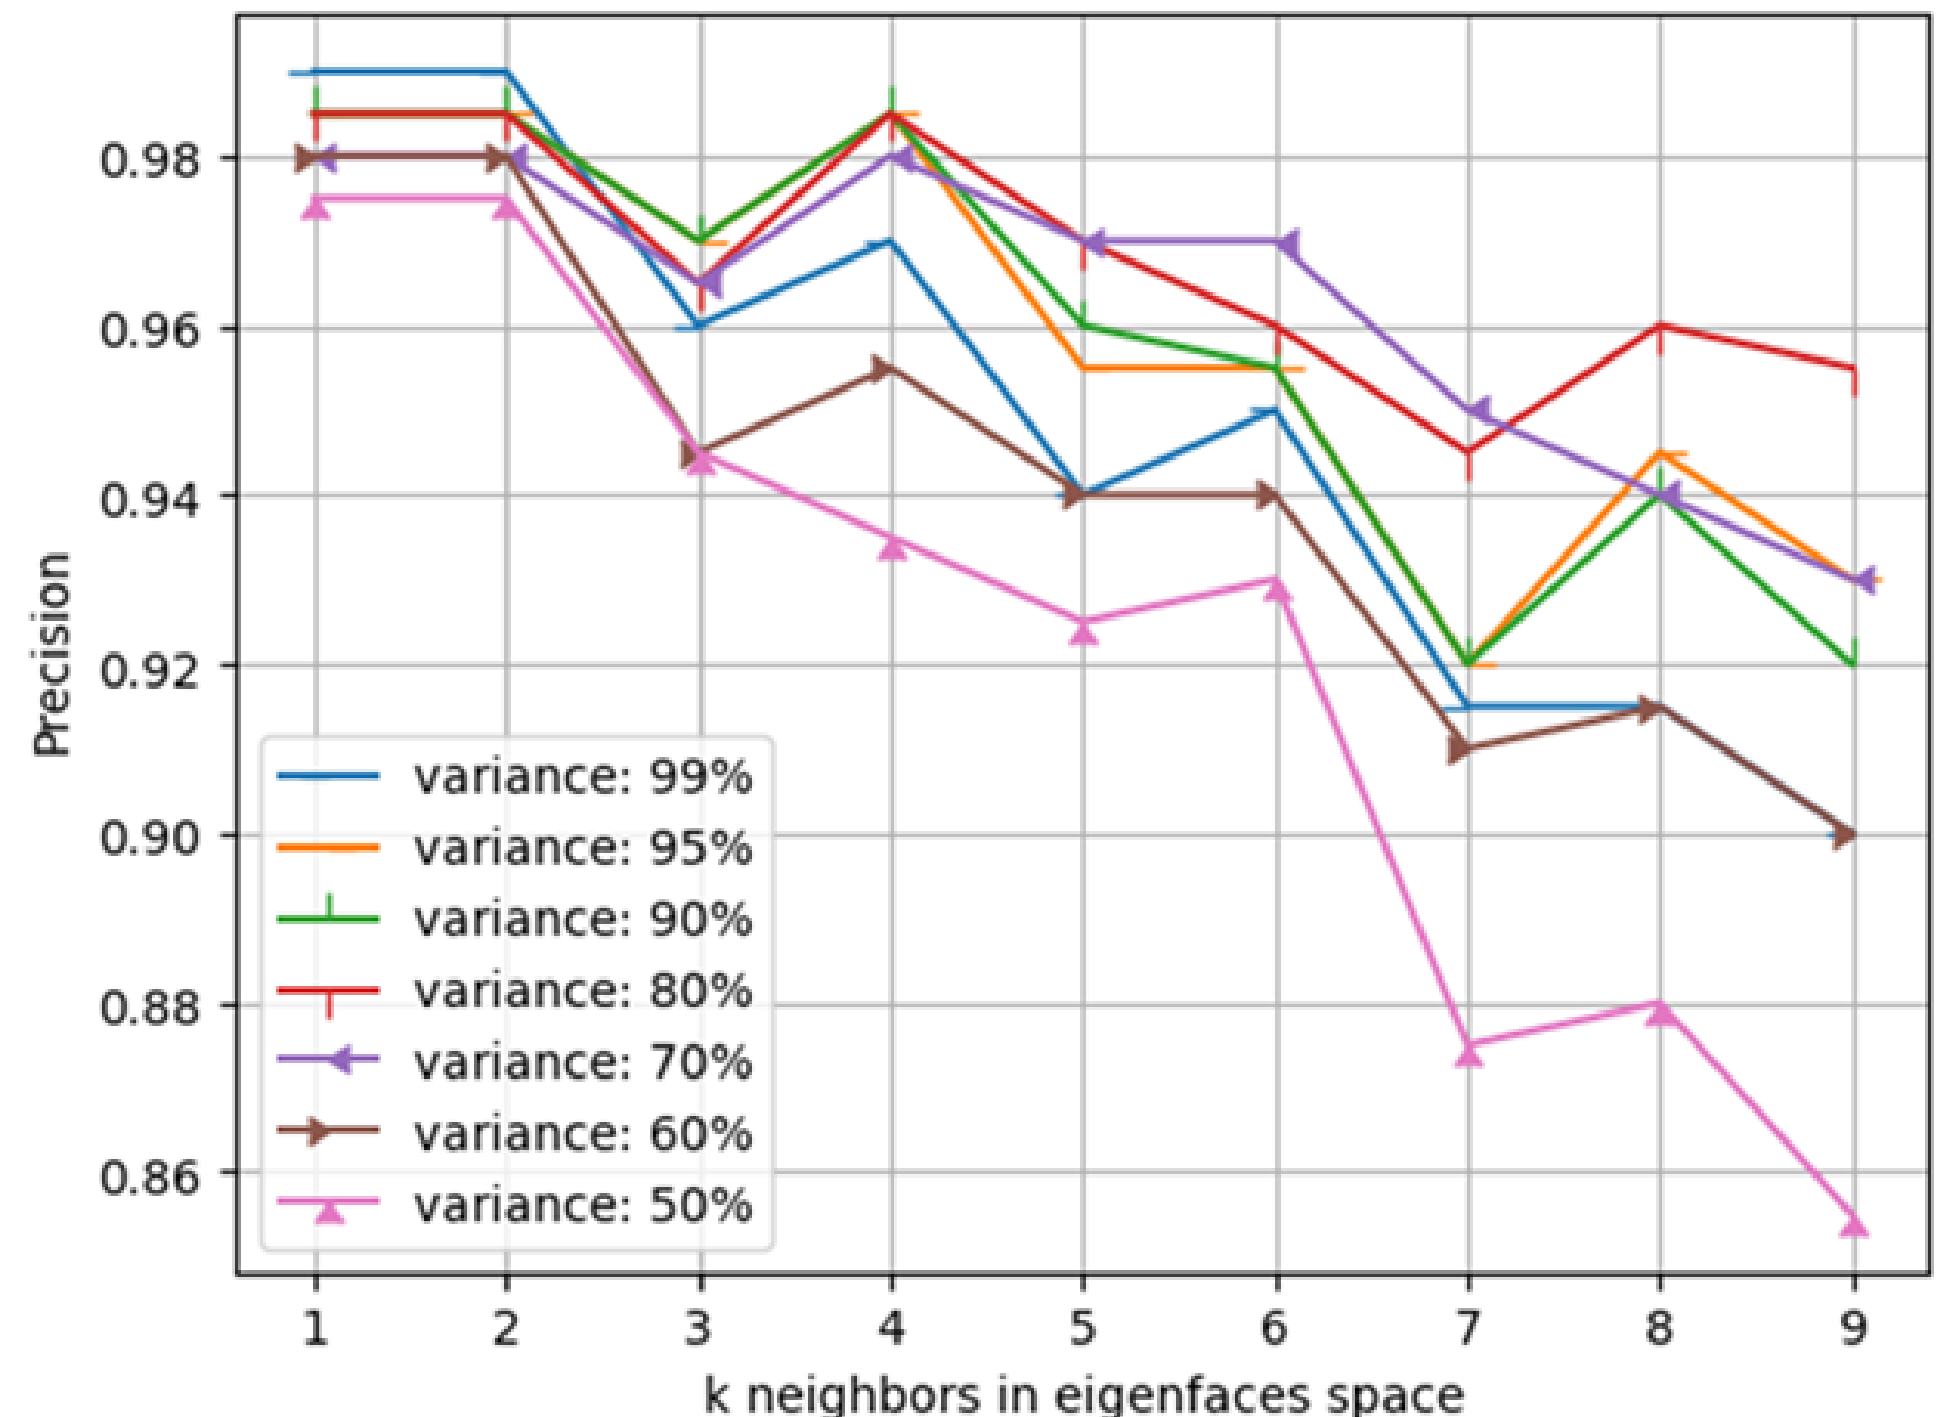 0.98
0.96
0.94
0.92
0.90
0.88
0.86
Precision
variance: 99%
variance: 95%
variance: 90%
variance: 80%
variance: 70%
variance: 60%
variance: 50%
1 2 3 4 5 6 7 8 9
k neighbors in eigenfaces space